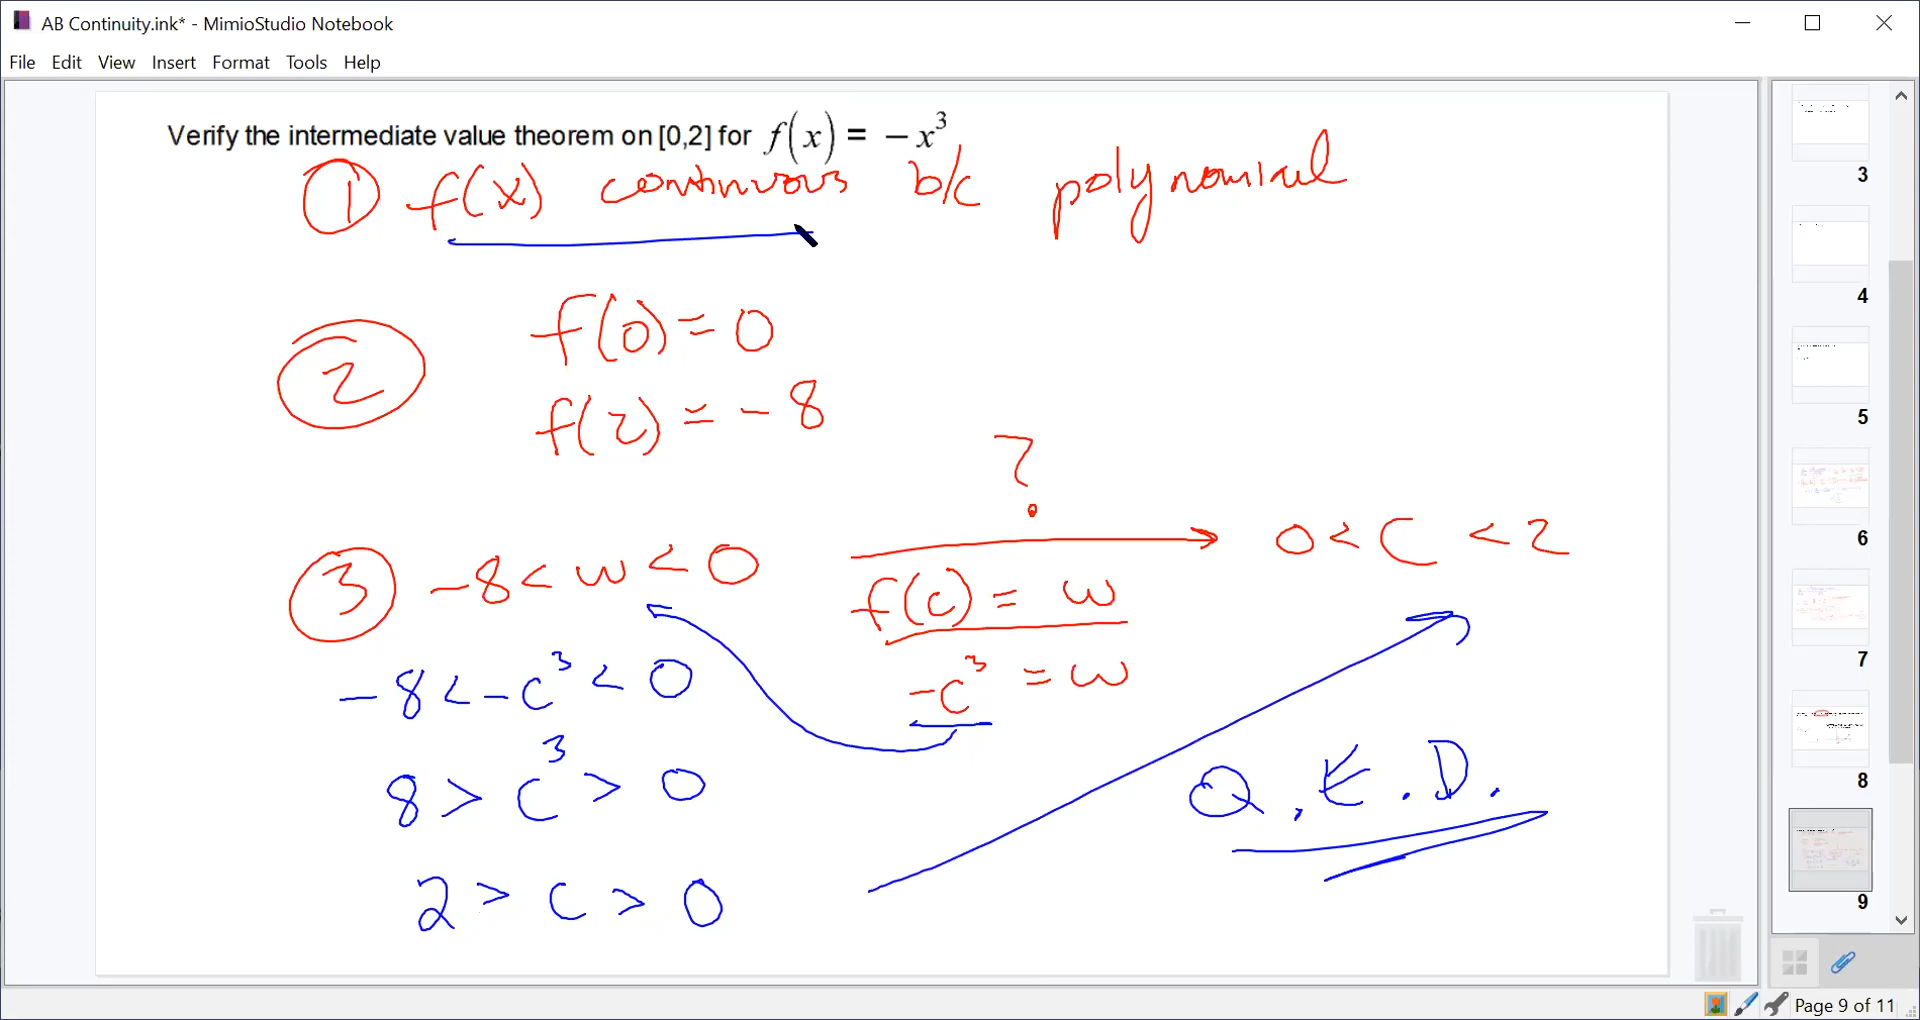 AB Continuity.ink* - MimioStudio Notebook
File Edit View Insert Format Tools Help
Verify the intermediate value theorem on [0,2] for f(x) = −x³
① f(x) continuous b/c polynomial
② f(0) = 0
f(2) = -8
?
③ -8 < w < 0 → 0 < c < 2
f(c) = w
-c³ = w
-8 < -c³ < 0
8 > c³ > 0
2 > c > 0
Q.E.D.
3
4
5
6
7
8
9
Page 9 of 11